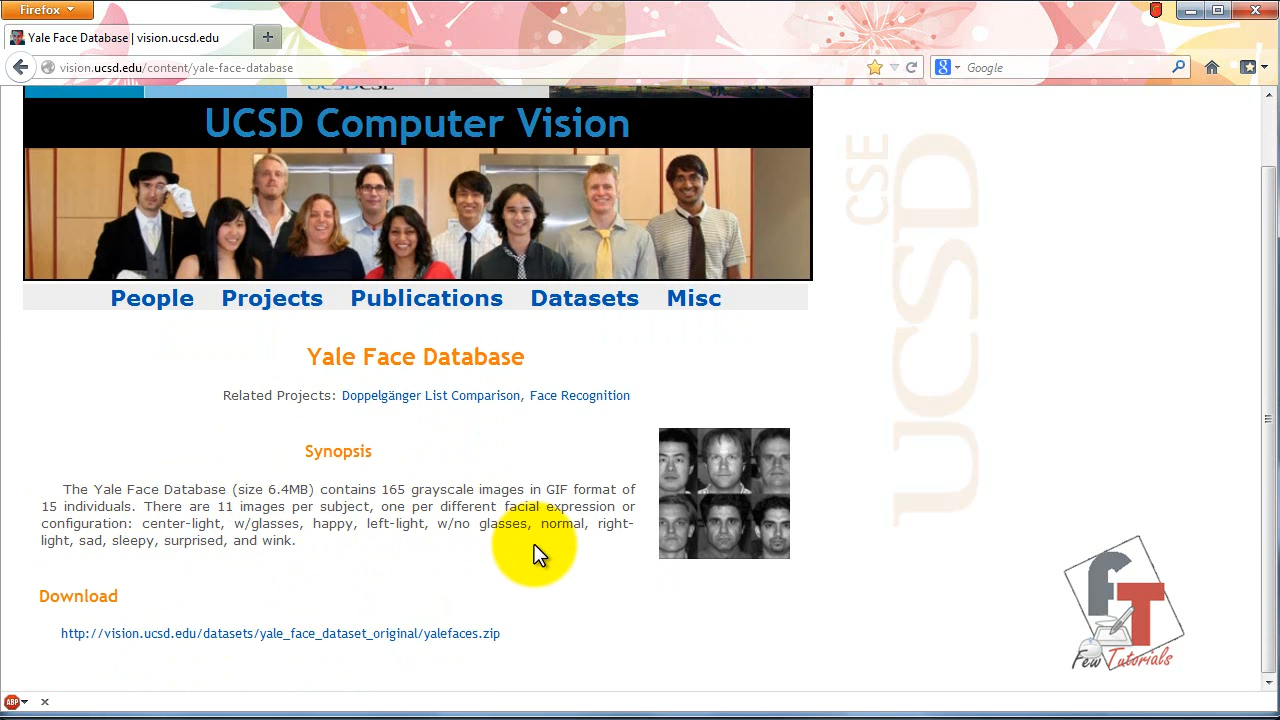 Firefox
Yale Face Database | vision.ucsd.edu
vision.ucsd.edu/content/yale-face-database
Google
UCSD Computer Vision
People Projects Publications Datasets Misc
Yale Face Database
Related Projects: Doppelgänger List Comparison, Face Recognition
Synopsis
The Yale Face Database (size 6.4MB) contains 165 grayscale images in GIF format of
15 individuals. There are 11 images per subject, one per different facial expression or
configuration: center-light, w/glasses, happy, left-light, w/no glasses, normal, right-
light, sad, sleepy, surprised, and wink.
Download
http://vision.ucsd.edu/datasets/yale_face_dataset_original/yalefaces.zip
UCSD CSE
FT
Few Tutorials
ABP